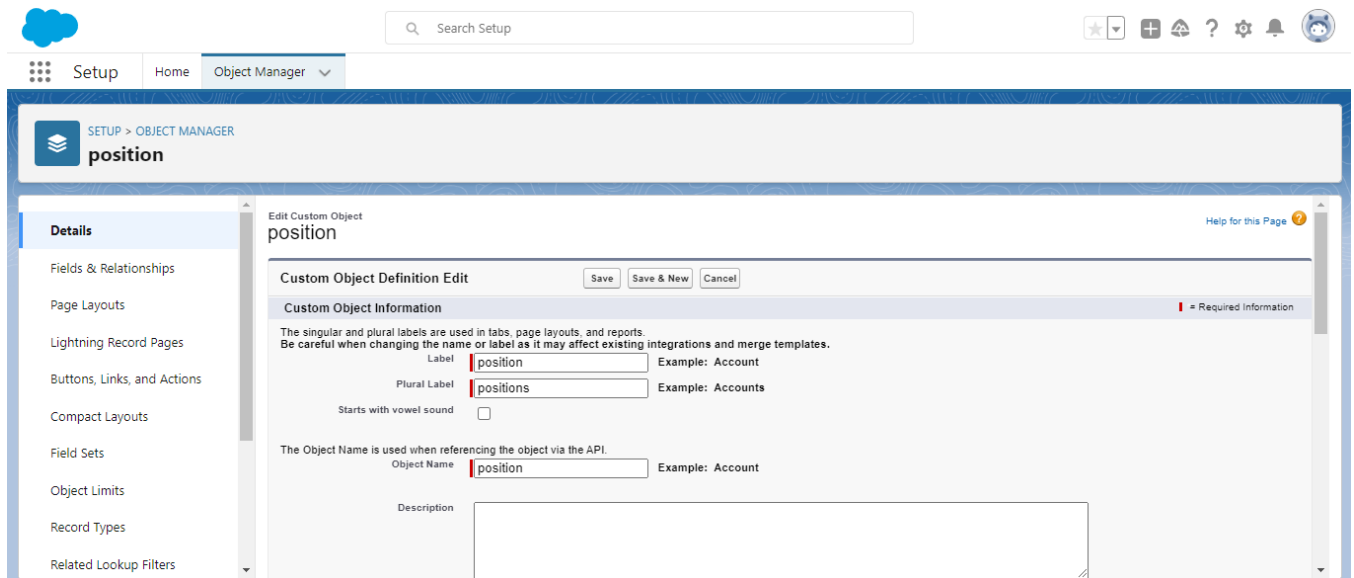 Search Setup
Setup
Home
Object Manager
SETUP > OBJECT MANAGER
position
Details
Fields & Relationships
Page Layouts
Lightning Record Pages
Buttons, Links, and Actions
Compact Layouts
Field Sets
Object Limits
Record Types
Related Lookup Filters
Edit Custom Object
position
Help for this Page ?
Custom Object Definition Edit Save Save & New Cancel
Custom Object Information = Required Information
The singular and plural labels are used in tabs, page layouts, and reports.
Be careful when changing the name or label as it may affect existing integrations and merge templates.
Label position Example: Account
Plural Label positions Example: Accounts
Starts with vowel sound
The Object Name is used when referencing the object via the API.
Object Name position Example: Account
Description